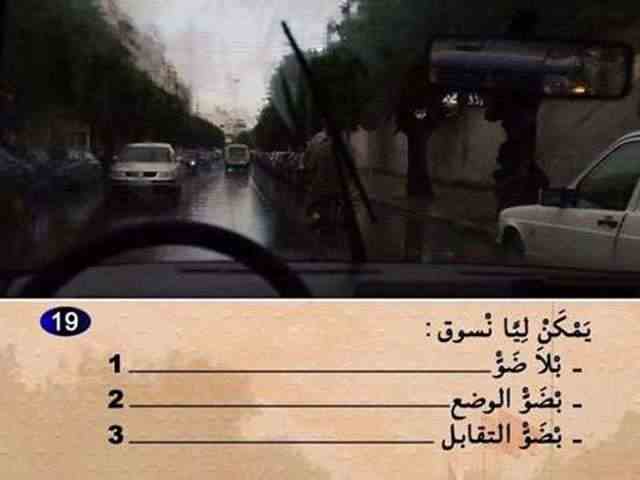 19
يَمْكَنْ لِيَّا نْسوق :
- بْلاَ ضَوّْ 1
- بْضَوُّ الوضع 2
- بْضَوُّ التقابل 3